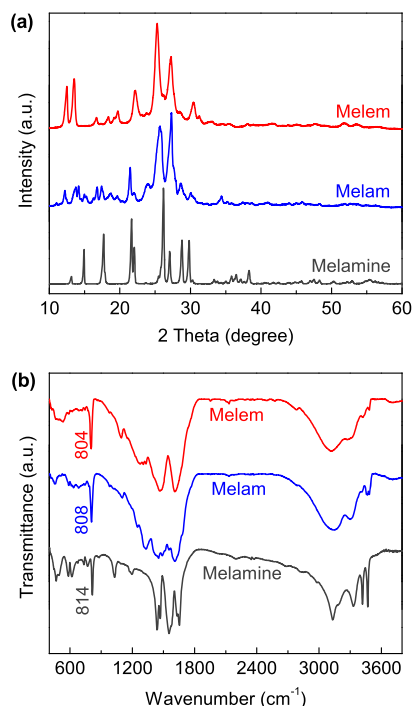 (a)
Intensity (a.u.)
Melem
Melam
Melamine
10 20 30 40 50 60
2 Theta (degree)
(b)
Transmittance (a.u.)
Melem
804
Melam
808
Melamine
814
600 1200 1800 2400 3000 3600
Wavenumber (cm⁻¹)